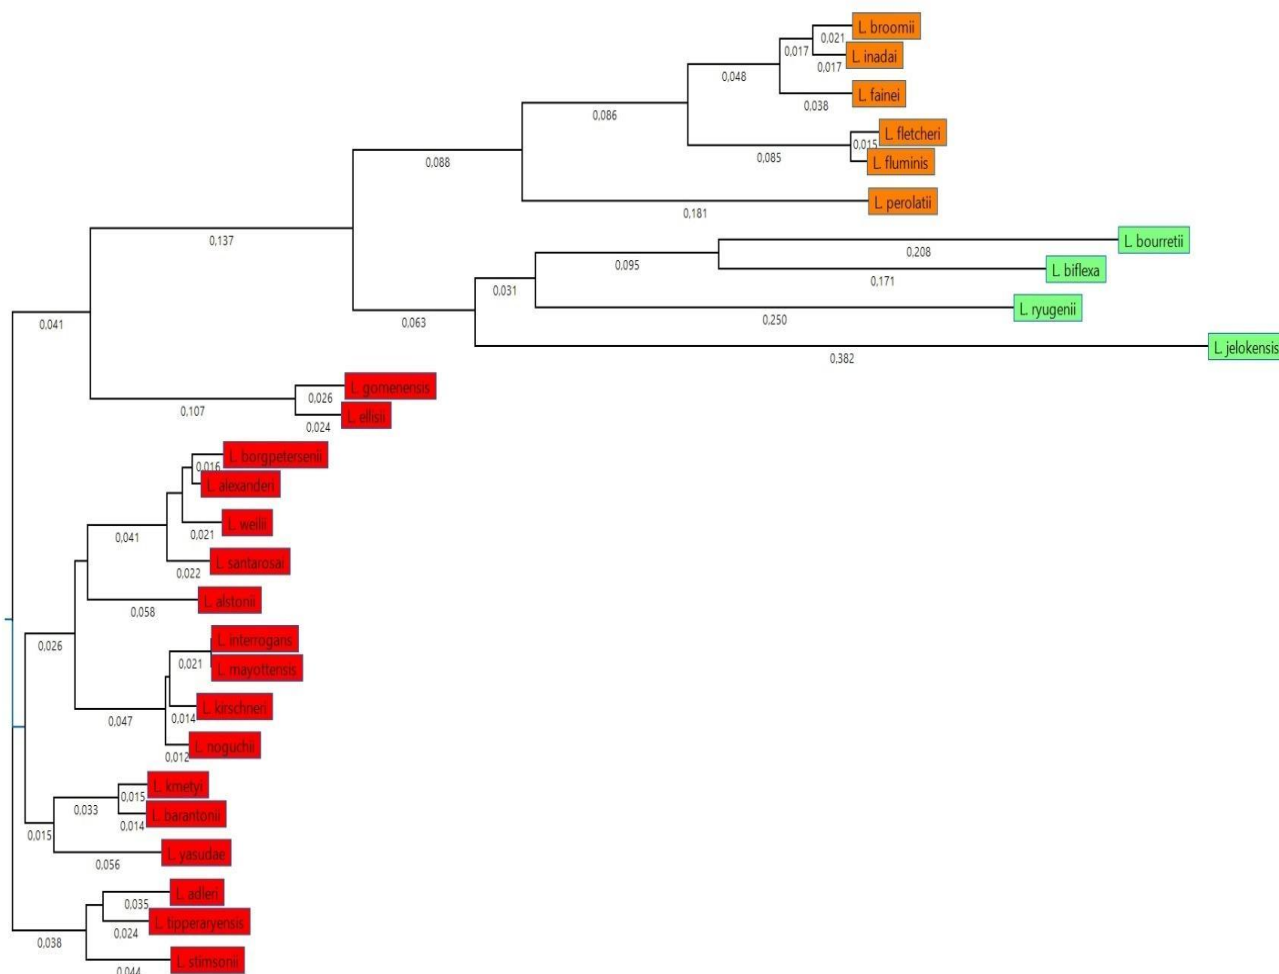 L. broomii
0,021
0,017
L. inadai
0,017
0,048
L. fainei
0,038
0,086
L. fletcheri
0,015
L. fluminis
0,085
0,088
L. perolatii
0,181
0,137
L. bourretii
0,208
0,095
L. biflexa
0,171
0,031
L. ryugenii
0,250
0,063
0,041
L. jelokensis
0,382
L. gomenensis
0,026
0,107
L. ellisii
0,024
L. borgpetersenii
0,016
L. alexanderi
L. weilii
0,021
0,041
L. santarosai
0,022
L. alstonii
0,058
L. interrogans
0,026
0,021
L. mayottensis
L. kirschneri
0,014
0,047
L. noguchii
0,012
L. kmetyi
0,015
0,033
L. barantonii
0,014
0,015
L. yasudae
0,056
L. adleri
0,035
L. tipperaryensis
0,024
0,038
L. stimsonii
0,044